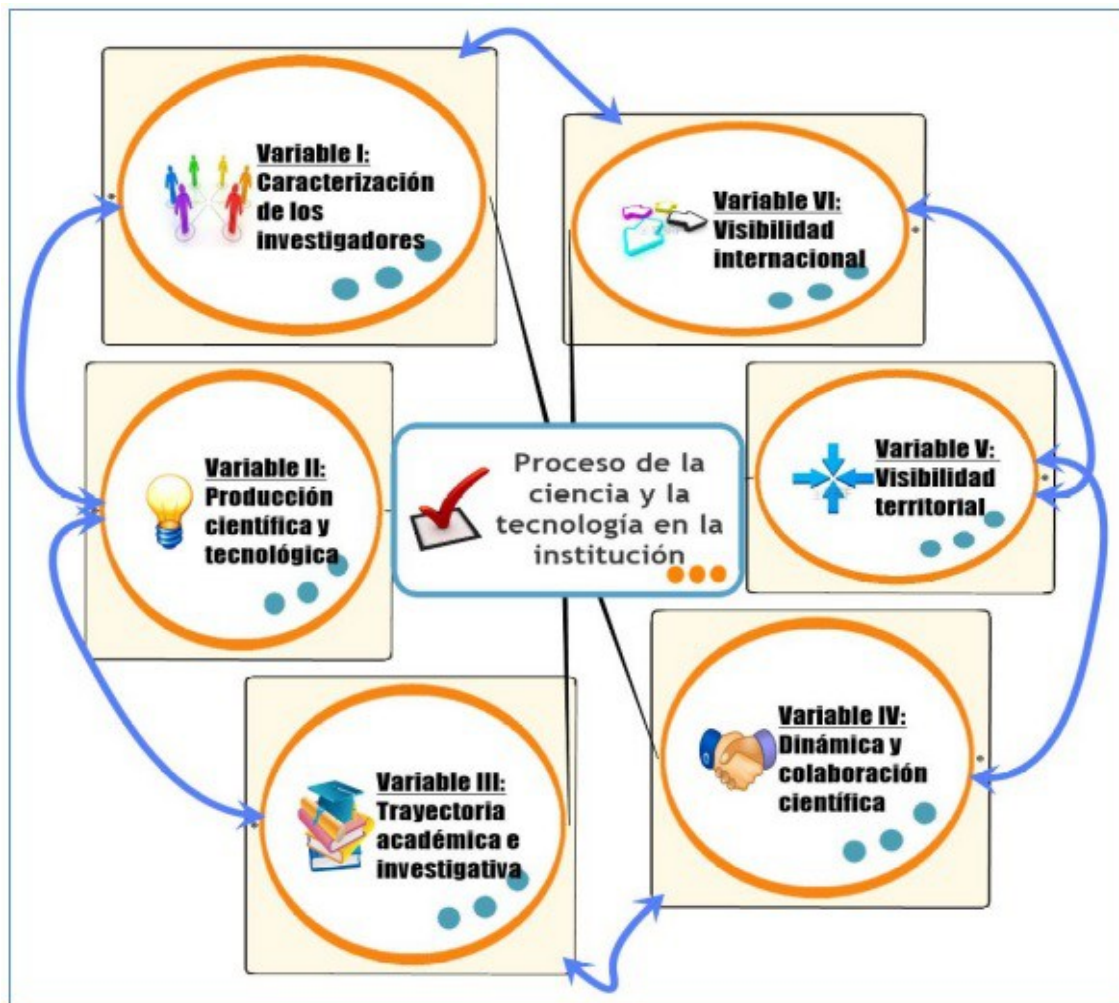 Variable I:
Caracterización
de los
investigadores
Variable VI:
Visibilidad
internacional
Variable II:
Producción
científica y
tecnológica
Proceso de la
ciencia y la
tecnología en la
institución
Variable V:
Visibilidad
territorial
Variable III:
Trayectoria
académica e
investigativa
Variable IV:
Dinámica y
colaboración
científica